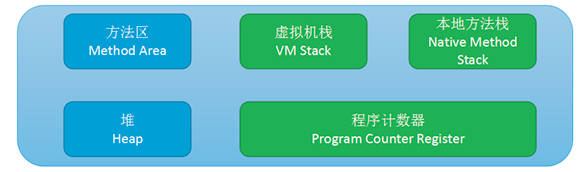 方法区
Method Area
虚拟机栈
VM Stack
本地方法栈
Native Method
Stack
堆
Heap
程序计数器
Program Counter Register